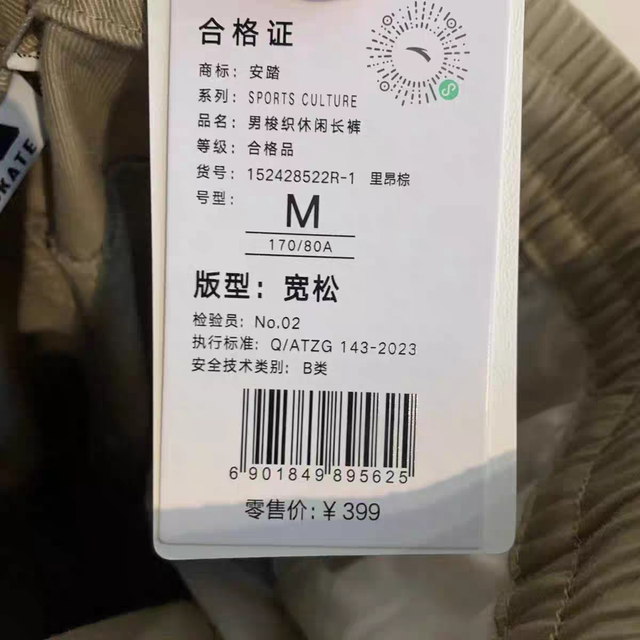 合格证
商标：安踏
系列：SPORTS CULTURE
品名：男梭织休闲长裤
等级：合格品
货号：152428522R-1 里昂棕
号型：
M
170/80A
版型：宽松
检验员：No.02
执行标准：Q/ATZG 143-2023
安全技术类别：B类
6 901849 895625
零售价：￥399
KATE